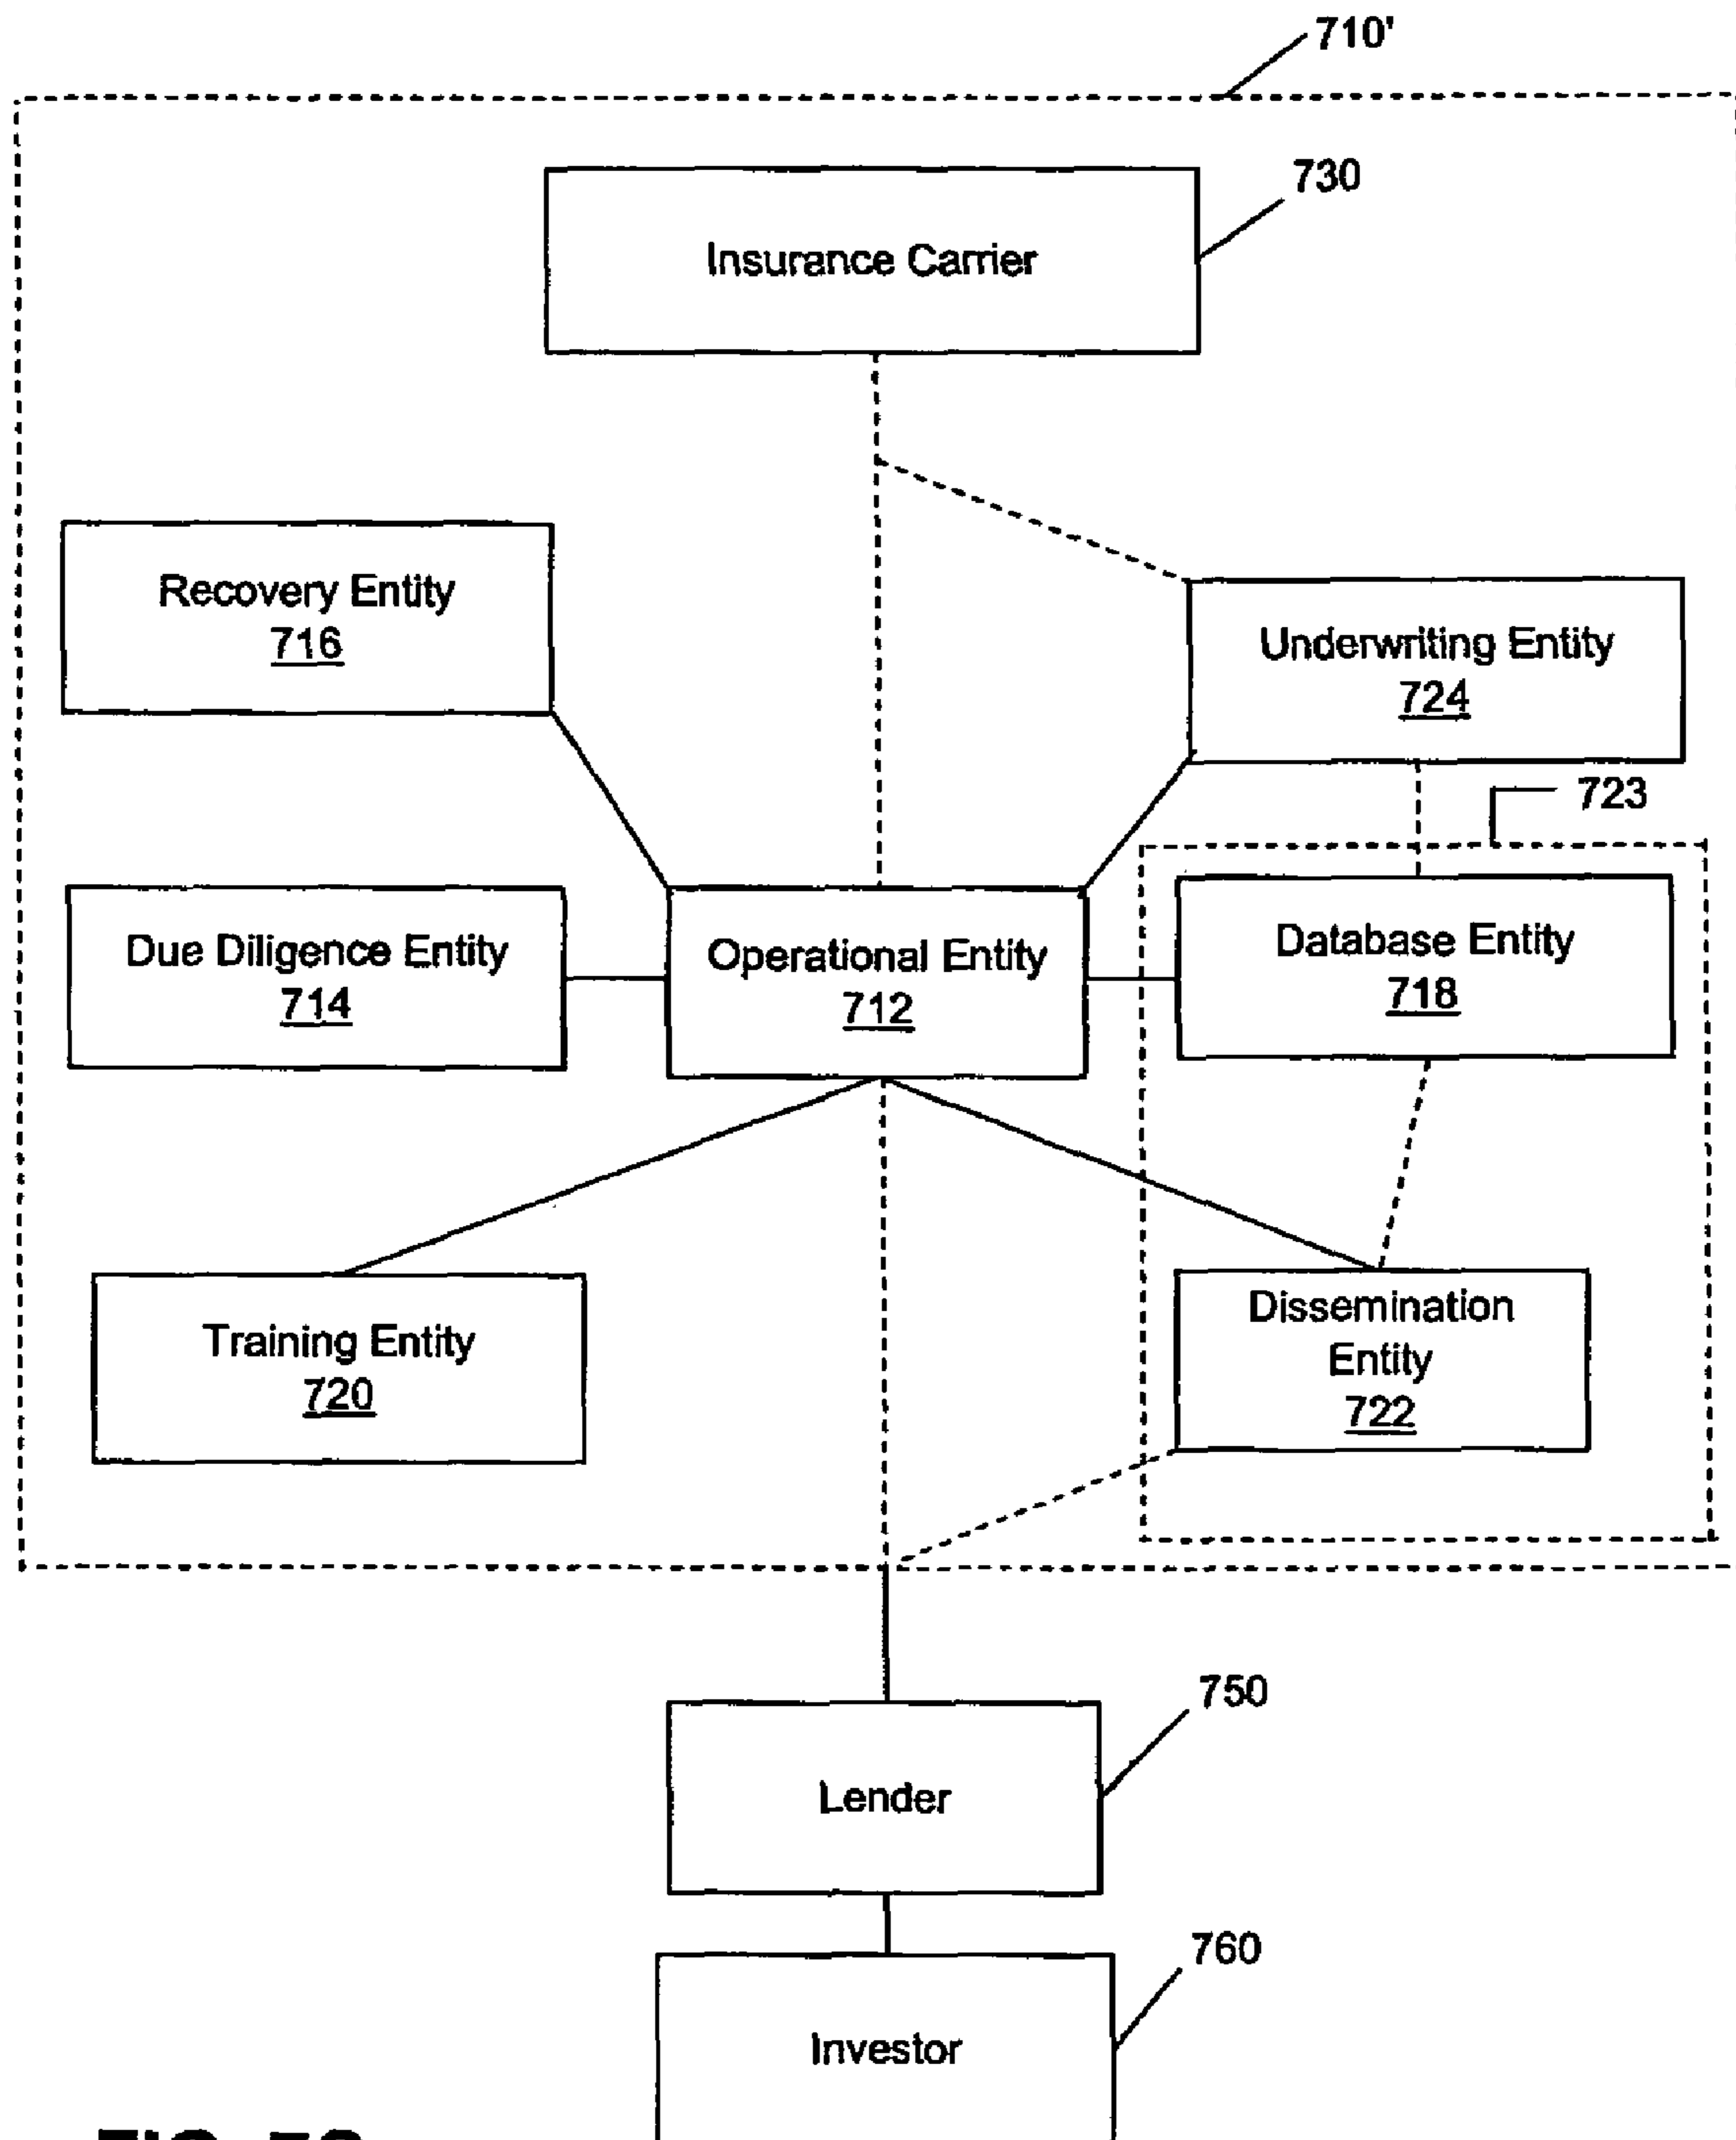 710'
730
Insurance Carrier
Recovery Entity
716
Underwriting Entity
724
723
Due Diligence Entity
714
Operational Entity
712
Database Entity
718
Training Entity
720
Dissemination
Entity
722
750
Lender
760
Investor